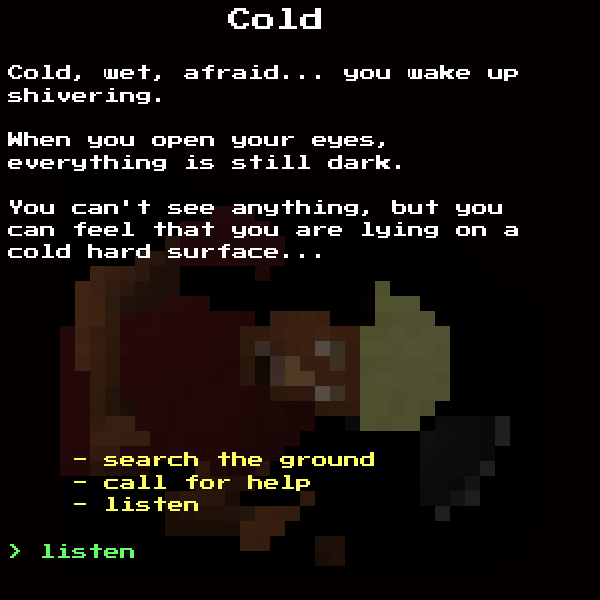 Cold
Cold, wet, afraid... you wake up
shivering.
When you open your eyes,
everything is still dark.
You can't see anything, but you
can feel that you are lying on a
cold hard surface...
- search the ground
- call for help
- listen
> listen